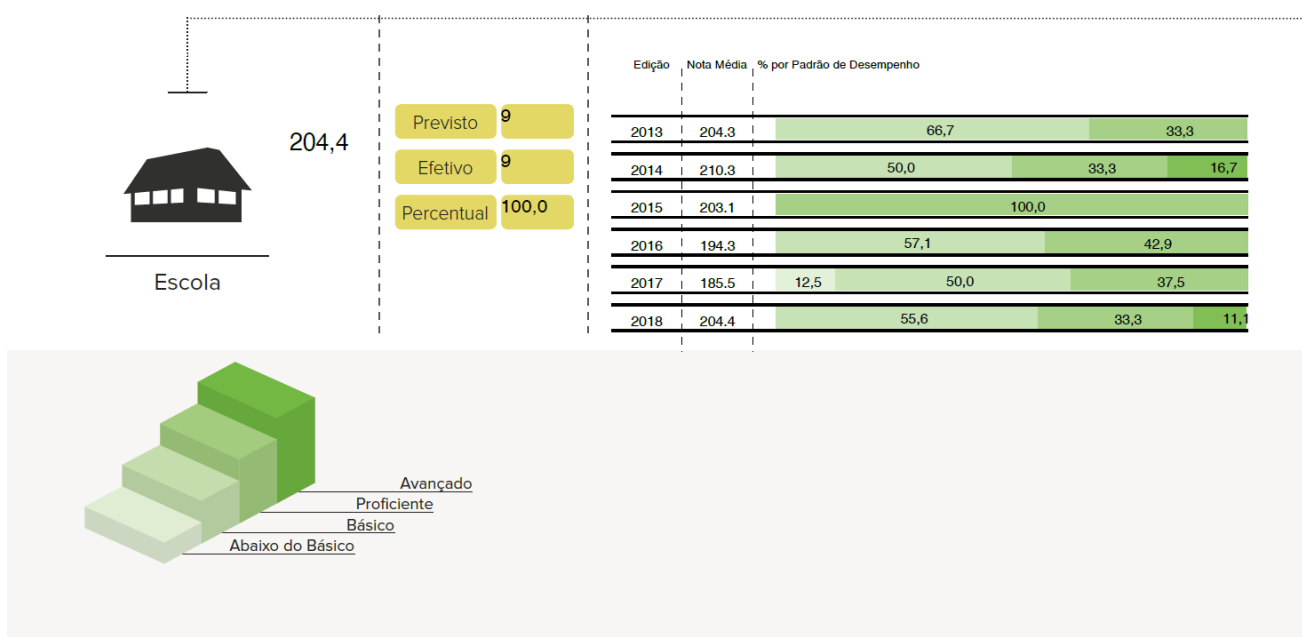 204,4
Escola
Previsto 9
Efetivo 9
Percentual 100,0
Edição Nota Média % por Padrão de Desempenho
2013 204.3 66,7 33,3
2014 210.3 50,0 33,3 16,7
2015 203.1 100,0
2016 194.3 57,1 42,9
2017 185.5 12,5 50,0 37,5
2018 204.4 55,6 33,3 11,1
Avançado
Proficiente
Básico
Abaixo do Básico